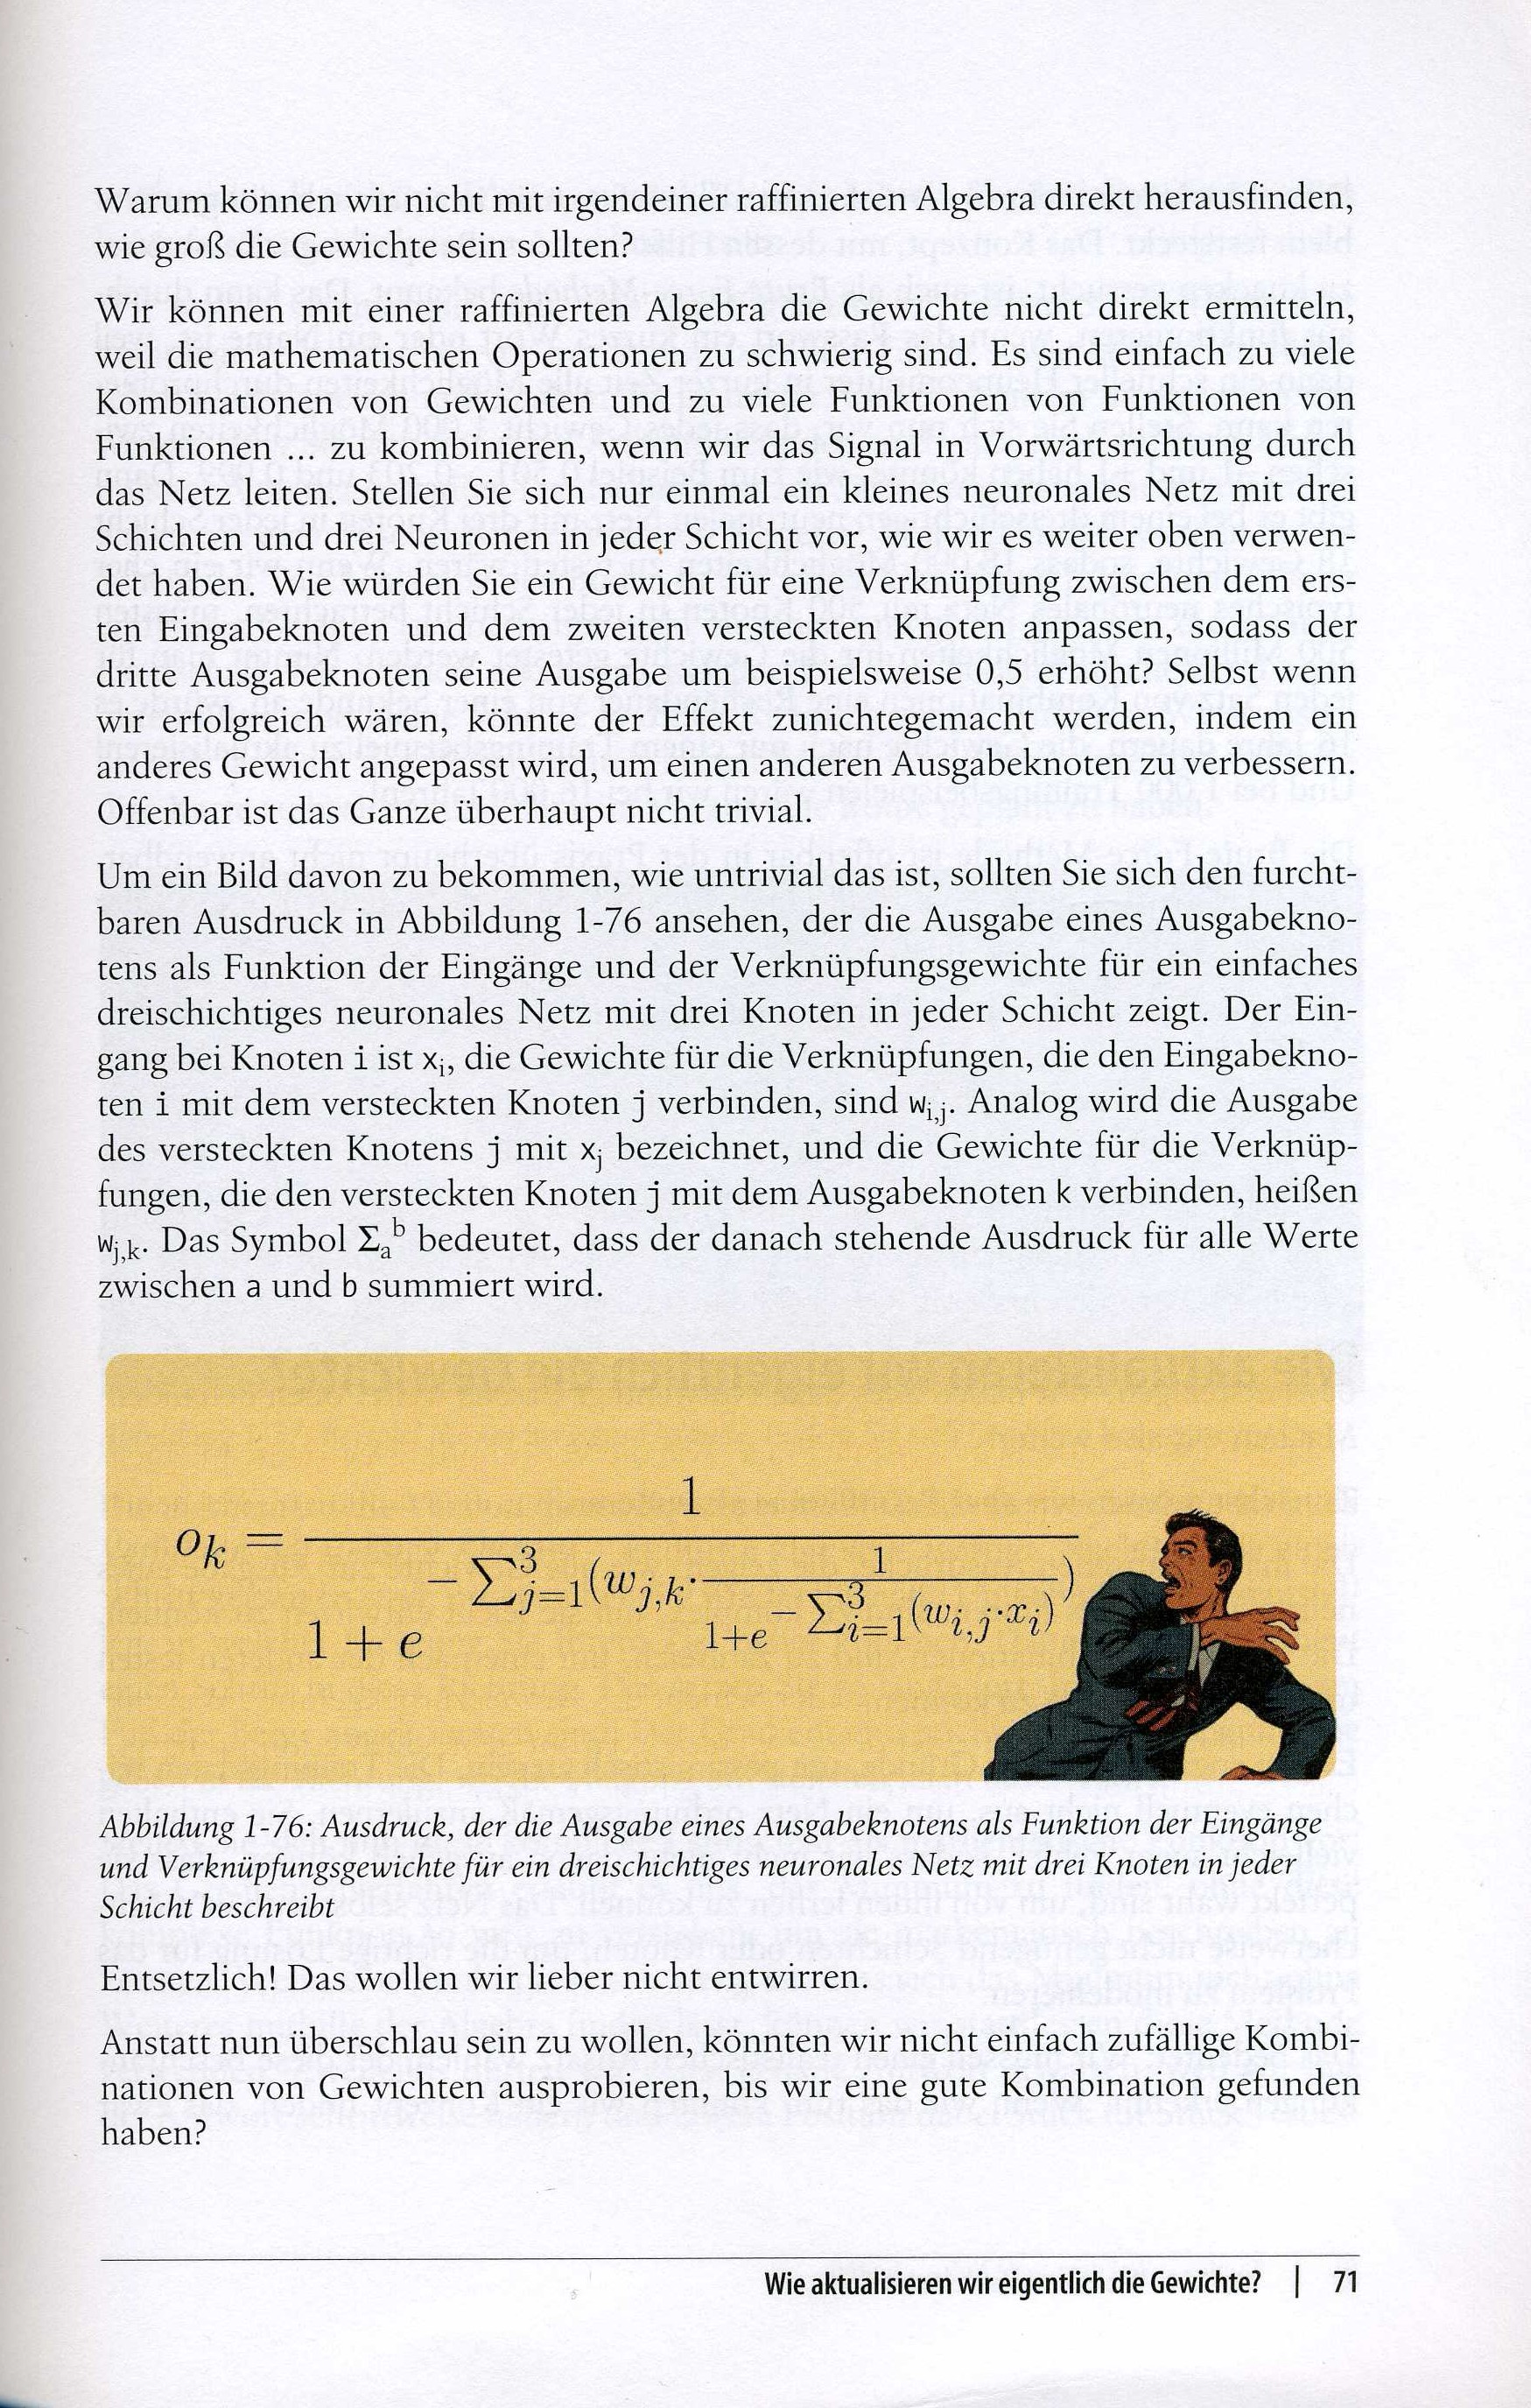 Warum können wir nicht mit irgendeiner raffinierten Algebra direkt herausfinden,
wie groß die Gewichte sein sollten?
Wir können mit einer raffinierten Algebra die Gewichte nicht direkt ermitteln,
weil die mathematischen Operationen zu schwierig sind. Es sind einfach zu viele
Kombinationen von Gewichten und zu viele Funktionen von Funktionen von
Funktionen ... zu kombinieren, wenn wir das Signal in Vorwärtsrichtung durch
das Netz leiten. Stellen Sie sich nur einmal ein kleines neuronales Netz mit drei
Schichten und drei Neuronen in jeder Schicht vor, wie wir es weiter oben verwen-
det haben. Wie würden Sie ein Gewicht für eine Verknüpfung zwischen dem ers-
ten Eingabeknoten und dem zweiten versteckten Knoten anpassen, sodass der
dritte Ausgabeknoten seine Ausgabe um beispielsweise 0,5 erhöht? Selbst wenn
wir erfolgreich wären, könnte der Effekt zunichtegemacht werden, indem ein
anderes Gewicht angepasst wird, um einen anderen Ausgabeknoten zu verbessern.
Offenbar ist das Ganze überhaupt nicht trivial.
Um ein Bild davon zu bekommen, wie untrivial das ist, sollten Sie sich den furcht-
baren Ausdruck in Abbildung 1-76 ansehen, der die Ausgabe eines Ausgabekno-
tens als Funktion der Eingänge und der Verknüpfungsgewichte für ein einfaches
dreischichtiges neuronales Netz mit drei Knoten in jeder Schicht zeigt. Der Ein-
gang bei Knoten i ist x_i, die Gewichte für die Verknüpfungen, die den Eingabekno-
ten i mit dem versteckten Knoten j verbinden, sind w_{i,j}. Analog wird die Ausgabe
des versteckten Knotens j mit x_j bezeichnet, und die Gewichte für die Verknüp-
fungen, die den versteckten Knoten j mit dem Ausgabeknoten k verbinden, heißen
w_{j,k}. Das Symbol Σ_a^b bedeutet, dass der danach stehende Ausdruck für alle Werte
zwischen a und b summiert wird.
o_k = \frac{1}{1 + e^{-\sum_{j=1}^{3}(w_{j,k} \cdot \frac{1}{1+e^{-\sum_{i=1}^{3}(w_{i,j} \cdot x_i)}})}}
Abbildung 1-76: Ausdruck, der die Ausgabe eines Ausgabeknotens als Funktion der Eingänge
und Verknüpfungsgewichte für ein dreischichtiges neuronales Netz mit drei Knoten in jeder
Schicht beschreibt
Entsetzlich! Das wollen wir lieber nicht entwirren.
Anstatt nun überschlau sein zu wollen, könnten wir nicht einfach zufällige Kombi-
nationen von Gewichten ausprobieren, bis wir eine gute Kombination gefunden
haben?
Wie aktualisieren wir eigentlich die Gewichte? | 71